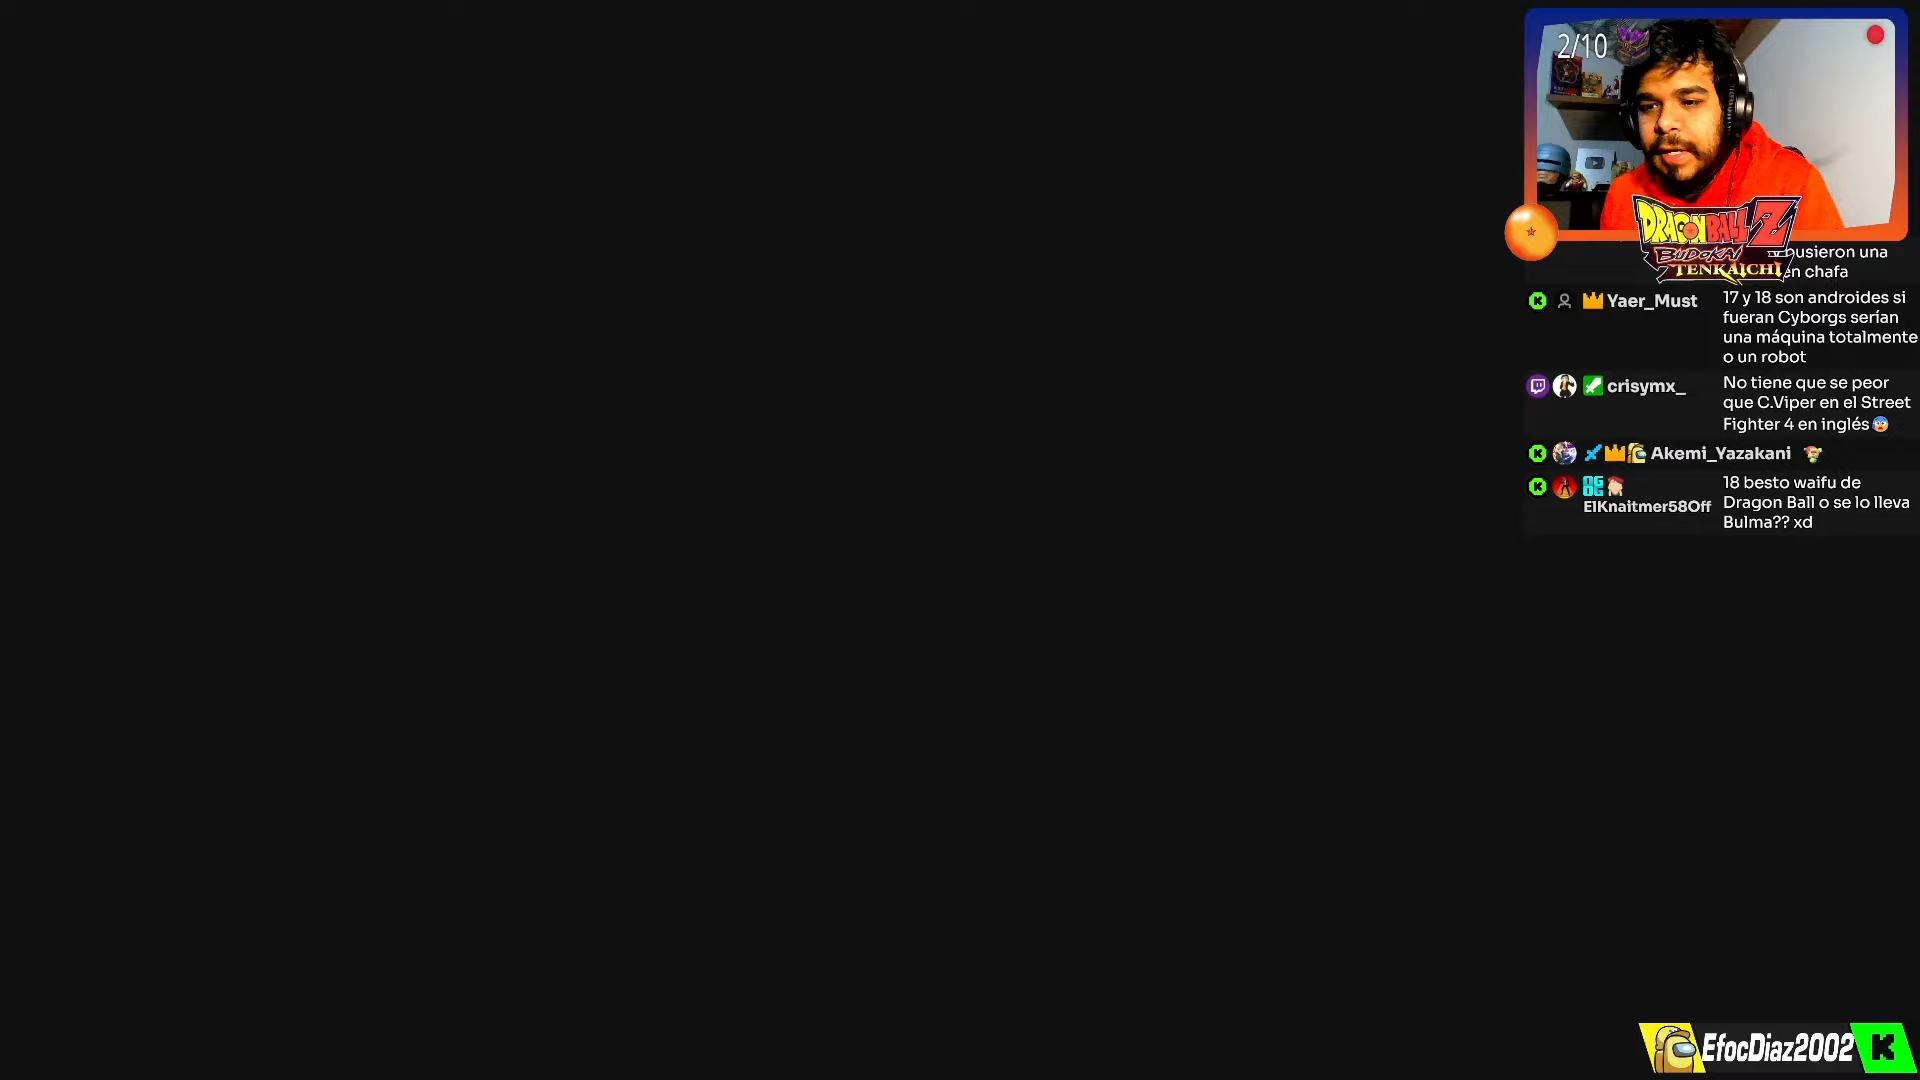 2/10
DRAGON BALL Z
BUDOKAI
TENKAICHI
pusieron una
en chafa
Yaer_Must
17 y 18 son androides si
fueran Cyborgs serían
una máquina totalmente
o un robot
crisymx_
No tiene que se peor
que C.Viper en el Street
Fighter 4 en inglés
Akemi_Yazakani
ElKnaitmer58Off
18 besto waifu de
Dragon Ball o se lo lleva
Bulma?? xd
EfocDiaz2002
K